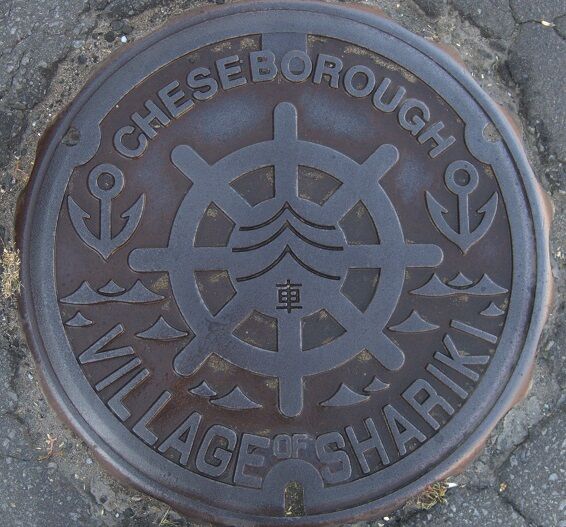 CHESEBOROUGH
車
VILLAGE OF SHARIKI